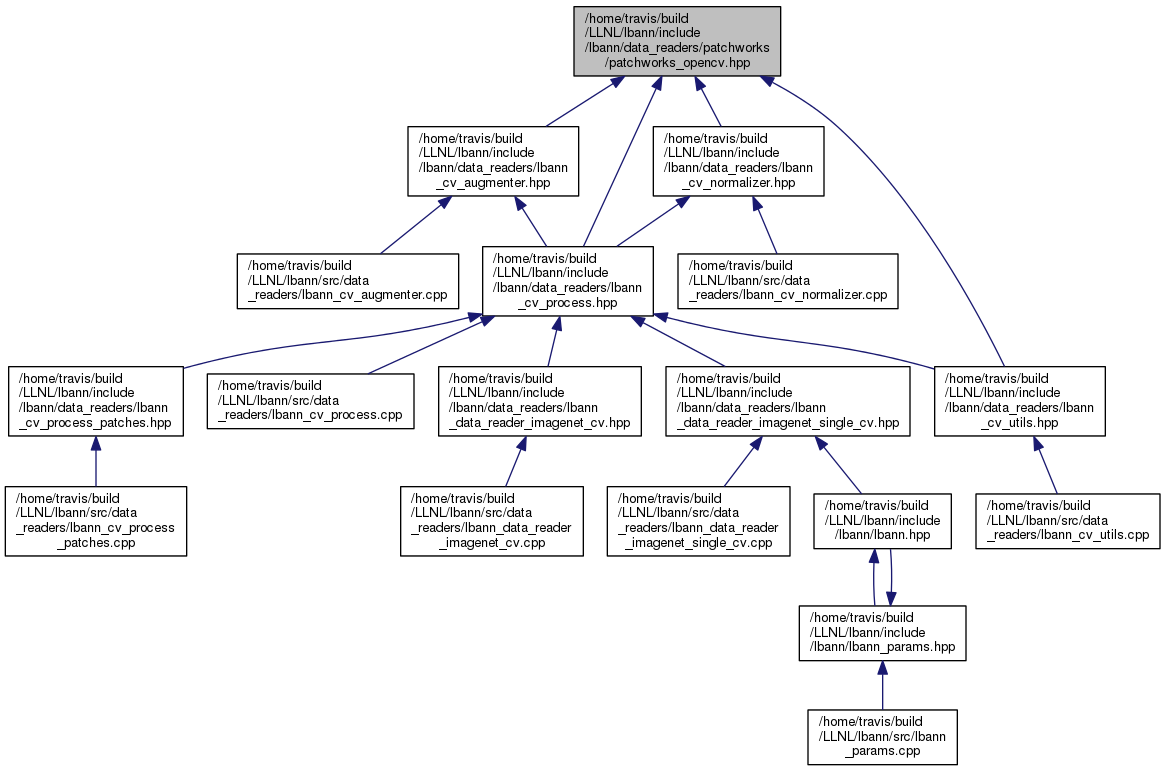 /home/travis/build
/LLNL/lbann/include
/lbann/data_readers/patchworks
/patchworks_opencv.hpp
/home/travis/build
/LLNL/lbann/include
/lbann/data_readers/lbann
_cv_augmenter.hpp
/home/travis/build
/LLNL/lbann/include
/lbann/data_readers/lbann
_cv_normalizer.hpp
/home/travis/build
/LLNL/lbann/src/data
_readers/lbann_cv_augmenter.cpp
/home/travis/build
/LLNL/lbann/include
/lbann/data_readers/lbann
_cv_process.hpp
/home/travis/build
/LLNL/lbann/src/data
_readers/lbann_cv_normalizer.cpp
/home/travis/build
/LLNL/lbann/include
/lbann/data_readers/lbann
_cv_process_patches.hpp
/home/travis/build
/LLNL/lbann/src/data
_readers/lbann_cv_process.cpp
/home/travis/build
/LLNL/lbann/include
/lbann/data_readers/lbann
_data_reader_imagenet_cv.hpp
/home/travis/build
/LLNL/lbann/include
/lbann/data_readers/lbann
_data_reader_imagenet_single_cv.hpp
/home/travis/build
/LLNL/lbann/include
/lbann/data_readers/lbann
_cv_utils.hpp
/home/travis/build
/LLNL/lbann/src/data
_readers/lbann_cv_process
_patches.cpp
/home/travis/build
/LLNL/lbann/src/data
_readers/lbann_data_reader
_imagenet_cv.cpp
/home/travis/build
/LLNL/lbann/src/data
_readers/lbann_data_reader
_imagenet_single_cv.cpp
/home/travis/build
/LLNL/lbann/include
/lbann/lbann.hpp
/home/travis/build
/LLNL/lbann/src/data
_readers/lbann_cv_utils.cpp
/home/travis/build
/LLNL/lbann/include
/lbann/lbann_params.hpp
/home/travis/build
/LLNL/lbann/src/lbann
_params.cpp